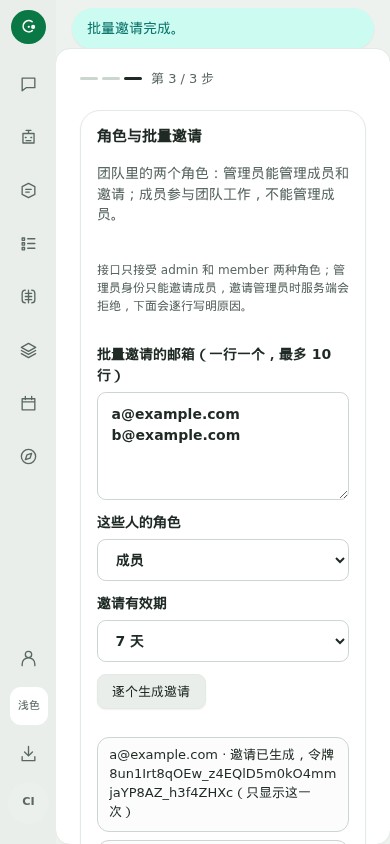 批量邀请完成。
第 3 / 3 步
角色与批量邀请
团队里的两个角色：管理员能管理成员和
邀请；成员参与团队工作，不能管理成
员。
接口只接受 admin 和 member 两种角色；管
理员身份只能邀请成员，邀请管理员时服务端会
拒绝，下面会逐行写明原因。
批量邀请的邮箱（一行一个，最多 10
行）
a@example.com
b@example.com
这些人的角色
成员
邀请有效期
7 天
逐个生成邀请
a@example.com · 邀请已生成，令牌
8un1Irt8qOEw_z4EQlD5m0kO4mm
jaYP8AZ_h3f4ZHXc（只显示这一
次）
浅色
CI